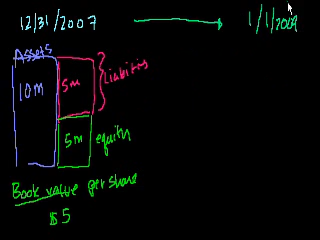 12/31/2007
1/1/2008
Assets
10M
5M
Liabilities
5M
equity
Book value per share
$5